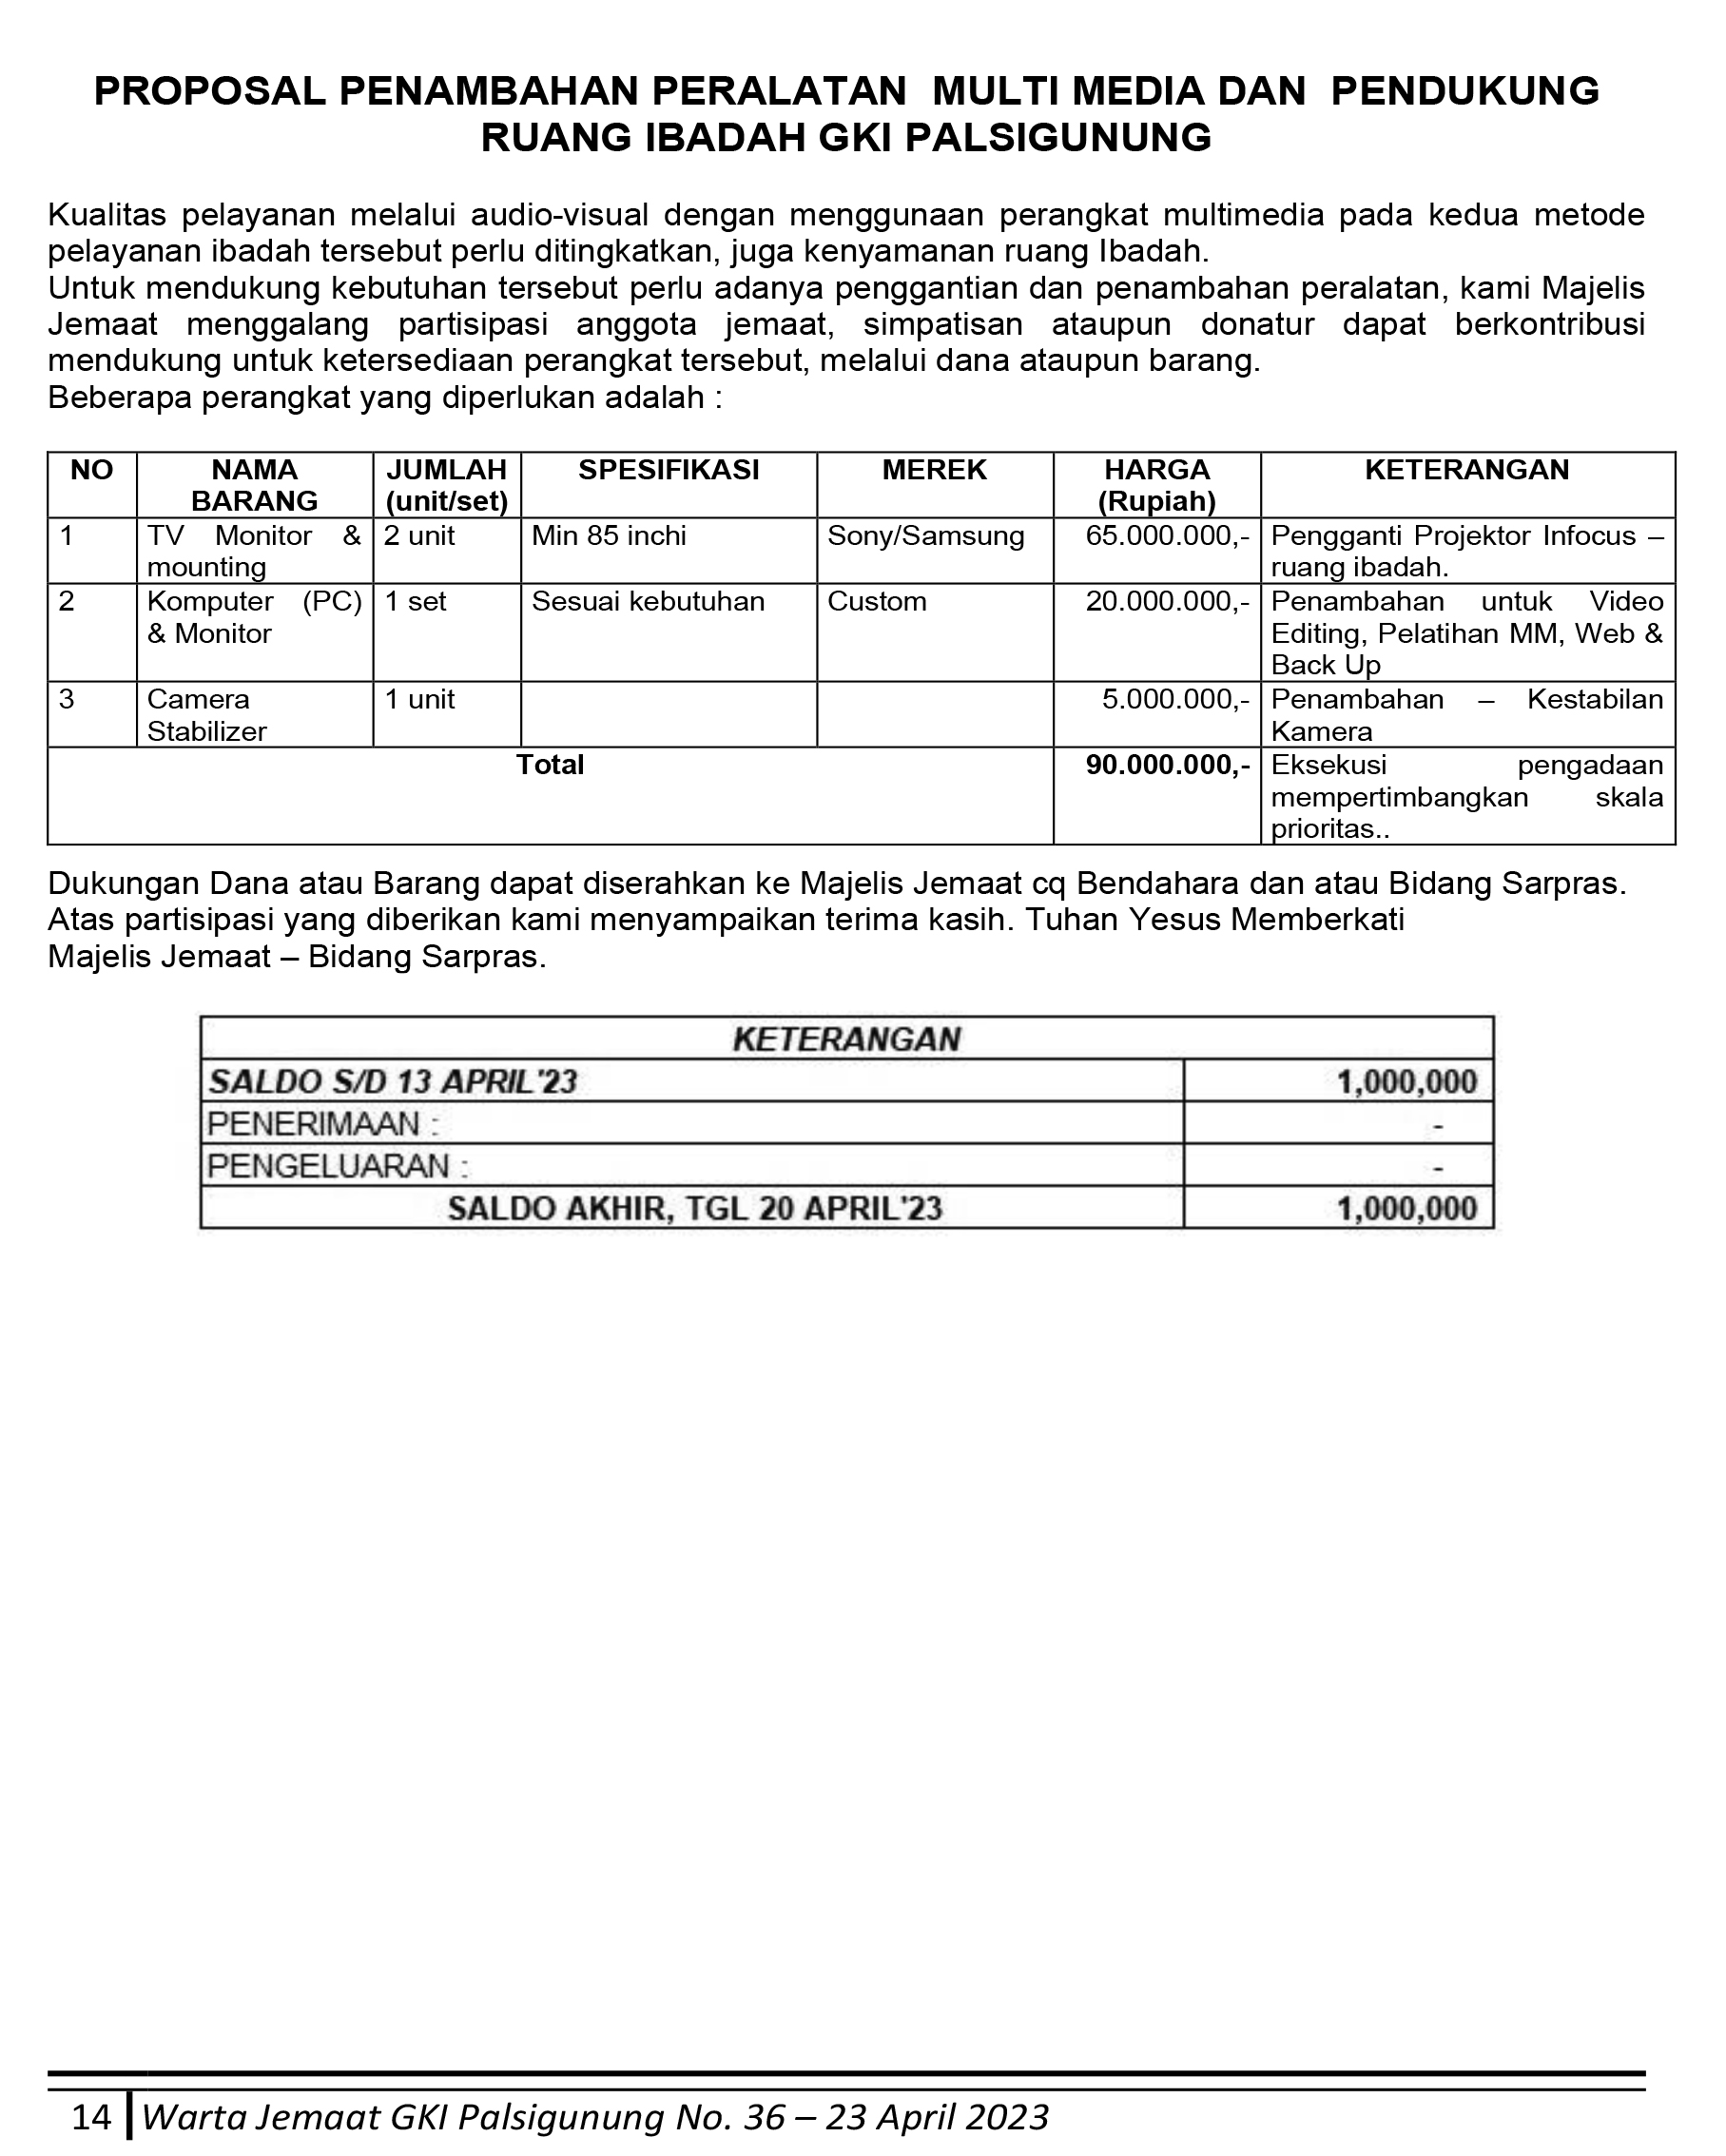 PROPOSAL PENAMBAHAN PERALATAN MULTI MEDIA DAN PENDUKUNG
RUANG IBADAH GKI PALSIGUNUNG
Kualitas pelayanan melalui audio-visual dengan menggunaan perangkat multimedia pada kedua metode
pelayanan ibadah tersebut perlu ditingkatkan, juga kenyamanan ruang Ibadah.
Untuk mendukung kebutuhan tersebut perlu adanya penggantian dan penambahan peralatan, kami Majelis
Jemaat menggalang partisipasi anggota jemaat, simpatisan ataupun donatur dapat berkontribusi
mendukung untuk ketersediaan perangkat tersebut, melalui dana ataupun barang.
Beberapa perangkat yang diperlukan adalah :
NO NAMA BARANG JUMLAH (unit/set) SPESIFIKASI MEREK HARGA (Rupiah) KETERANGAN
1 TV Monitor & mounting 2 unit Min 85 inchi Sony/Samsung 65.000.000,- Pengganti Projektor Infocus – ruang ibadah.
2 Komputer (PC) & Monitor 1 set Sesuai kebutuhan Custom 20.000.000,- Penambahan untuk Video Editing, Pelatihan MM, Web & Back Up
3 Camera Stabilizer 1 unit 5.000.000,- Penambahan – Kestabilan Kamera
Total 90.000.000,- Eksekusi pengadaan mempertimbangkan skala prioritas..
Dukungan Dana atau Barang dapat diserahkan ke Majelis Jemaat cq Bendahara dan atau Bidang Sarpras.
Atas partisipasi yang diberikan kami menyampaikan terima kasih. Tuhan Yesus Memberkati
Majelis Jemaat – Bidang Sarpras.
KETERANGAN
SALDO S/D 13 APRIL'23 1,000,000
PENERIMAAN : -
PENGELUARAN : -
SALDO AKHIR, TGL 20 APRIL'23 1,000,000
14 Warta Jemaat GKI Palsigunung No. 36 – 23 April 2023